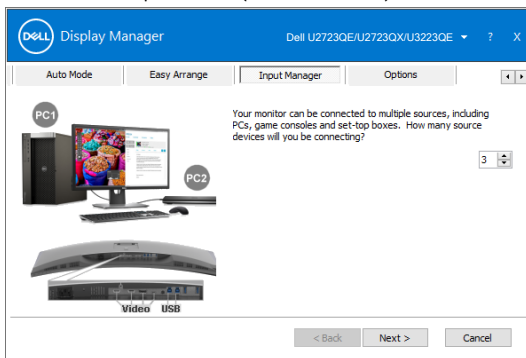 DELL Display Manager
Dell U2723QE/U2723QX/U3223QE ? X
Auto Mode Easy Arrange Input Manager Options
PC1
Your monitor can be connected to multiple sources, including
PCs, game consoles and set-top boxes. How many source
devices will you be connecting?
3
PC2
Video USB
< Back Next > Cancel